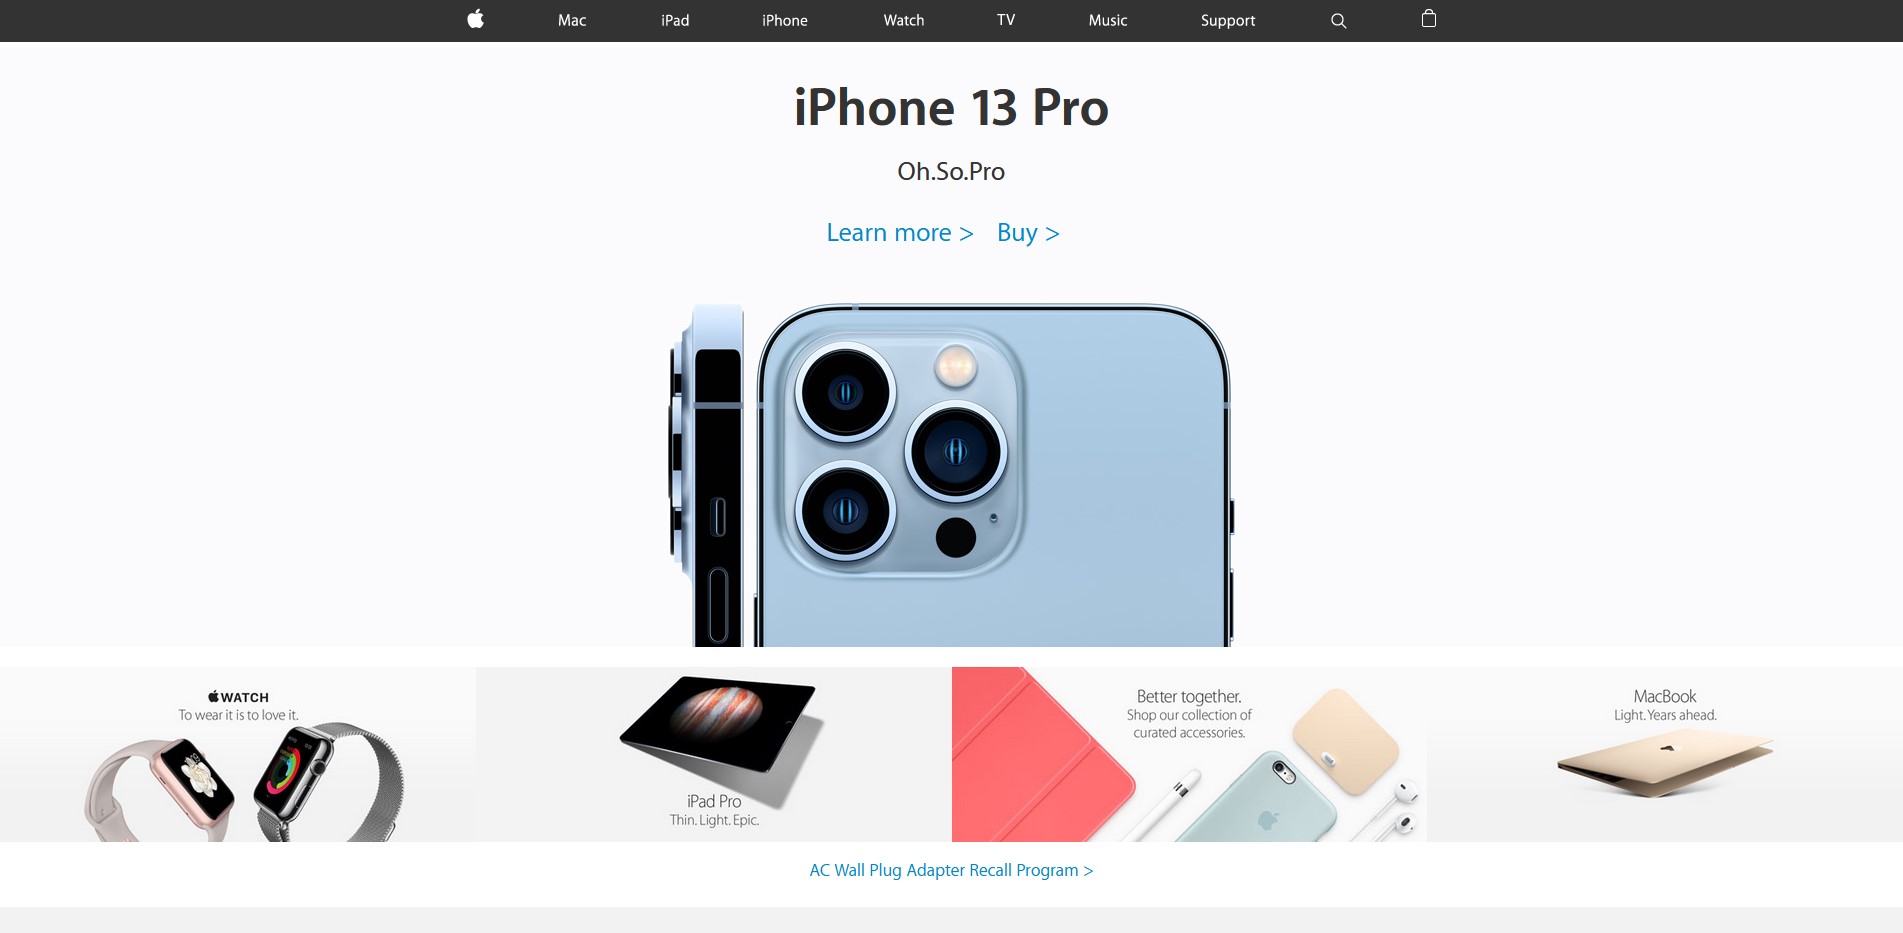 Mac iPad iPhone Watch TV Music Support
iPhone 13 Pro
Oh.So.Pro
Learn more > Buy >
WATCH
To wear it is to love it.
iPad Pro
Thin. Light. Epic.
Better together.
Shop our collection of
curated accessories.
MacBook
Light. Years ahead.
AC Wall Plug Adapter Recall Program >